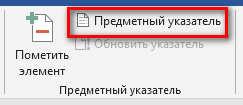 Предметный указатель
Обновить указатель
Пометить
элемент
Предметный указатель